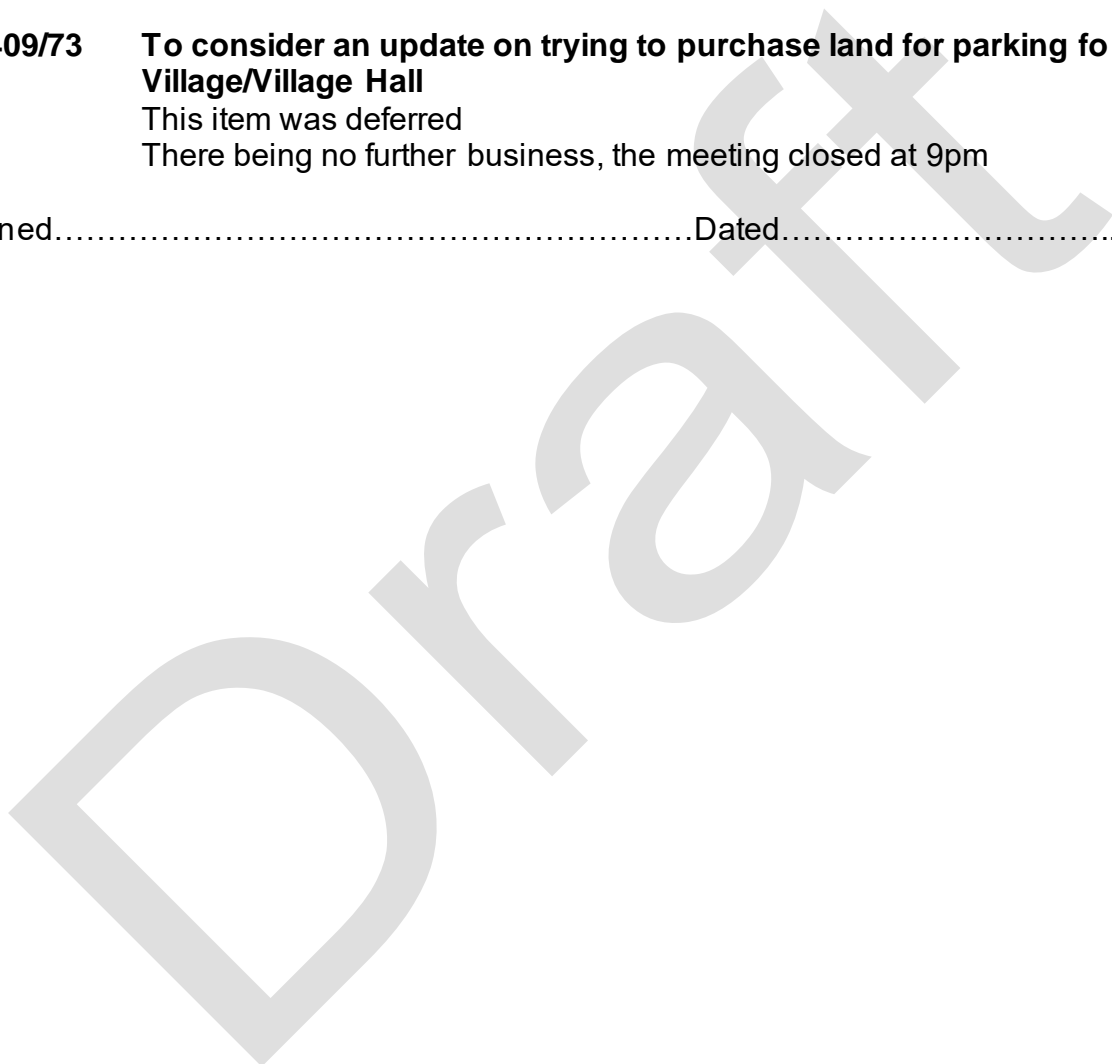 09/73 To consider an update on trying to purchase land for parking fo
Village/Village Hall
This item was deferred
There being no further business, the meeting closed at 9pm
ned……………………………………………………Dated…………………………..
Draft